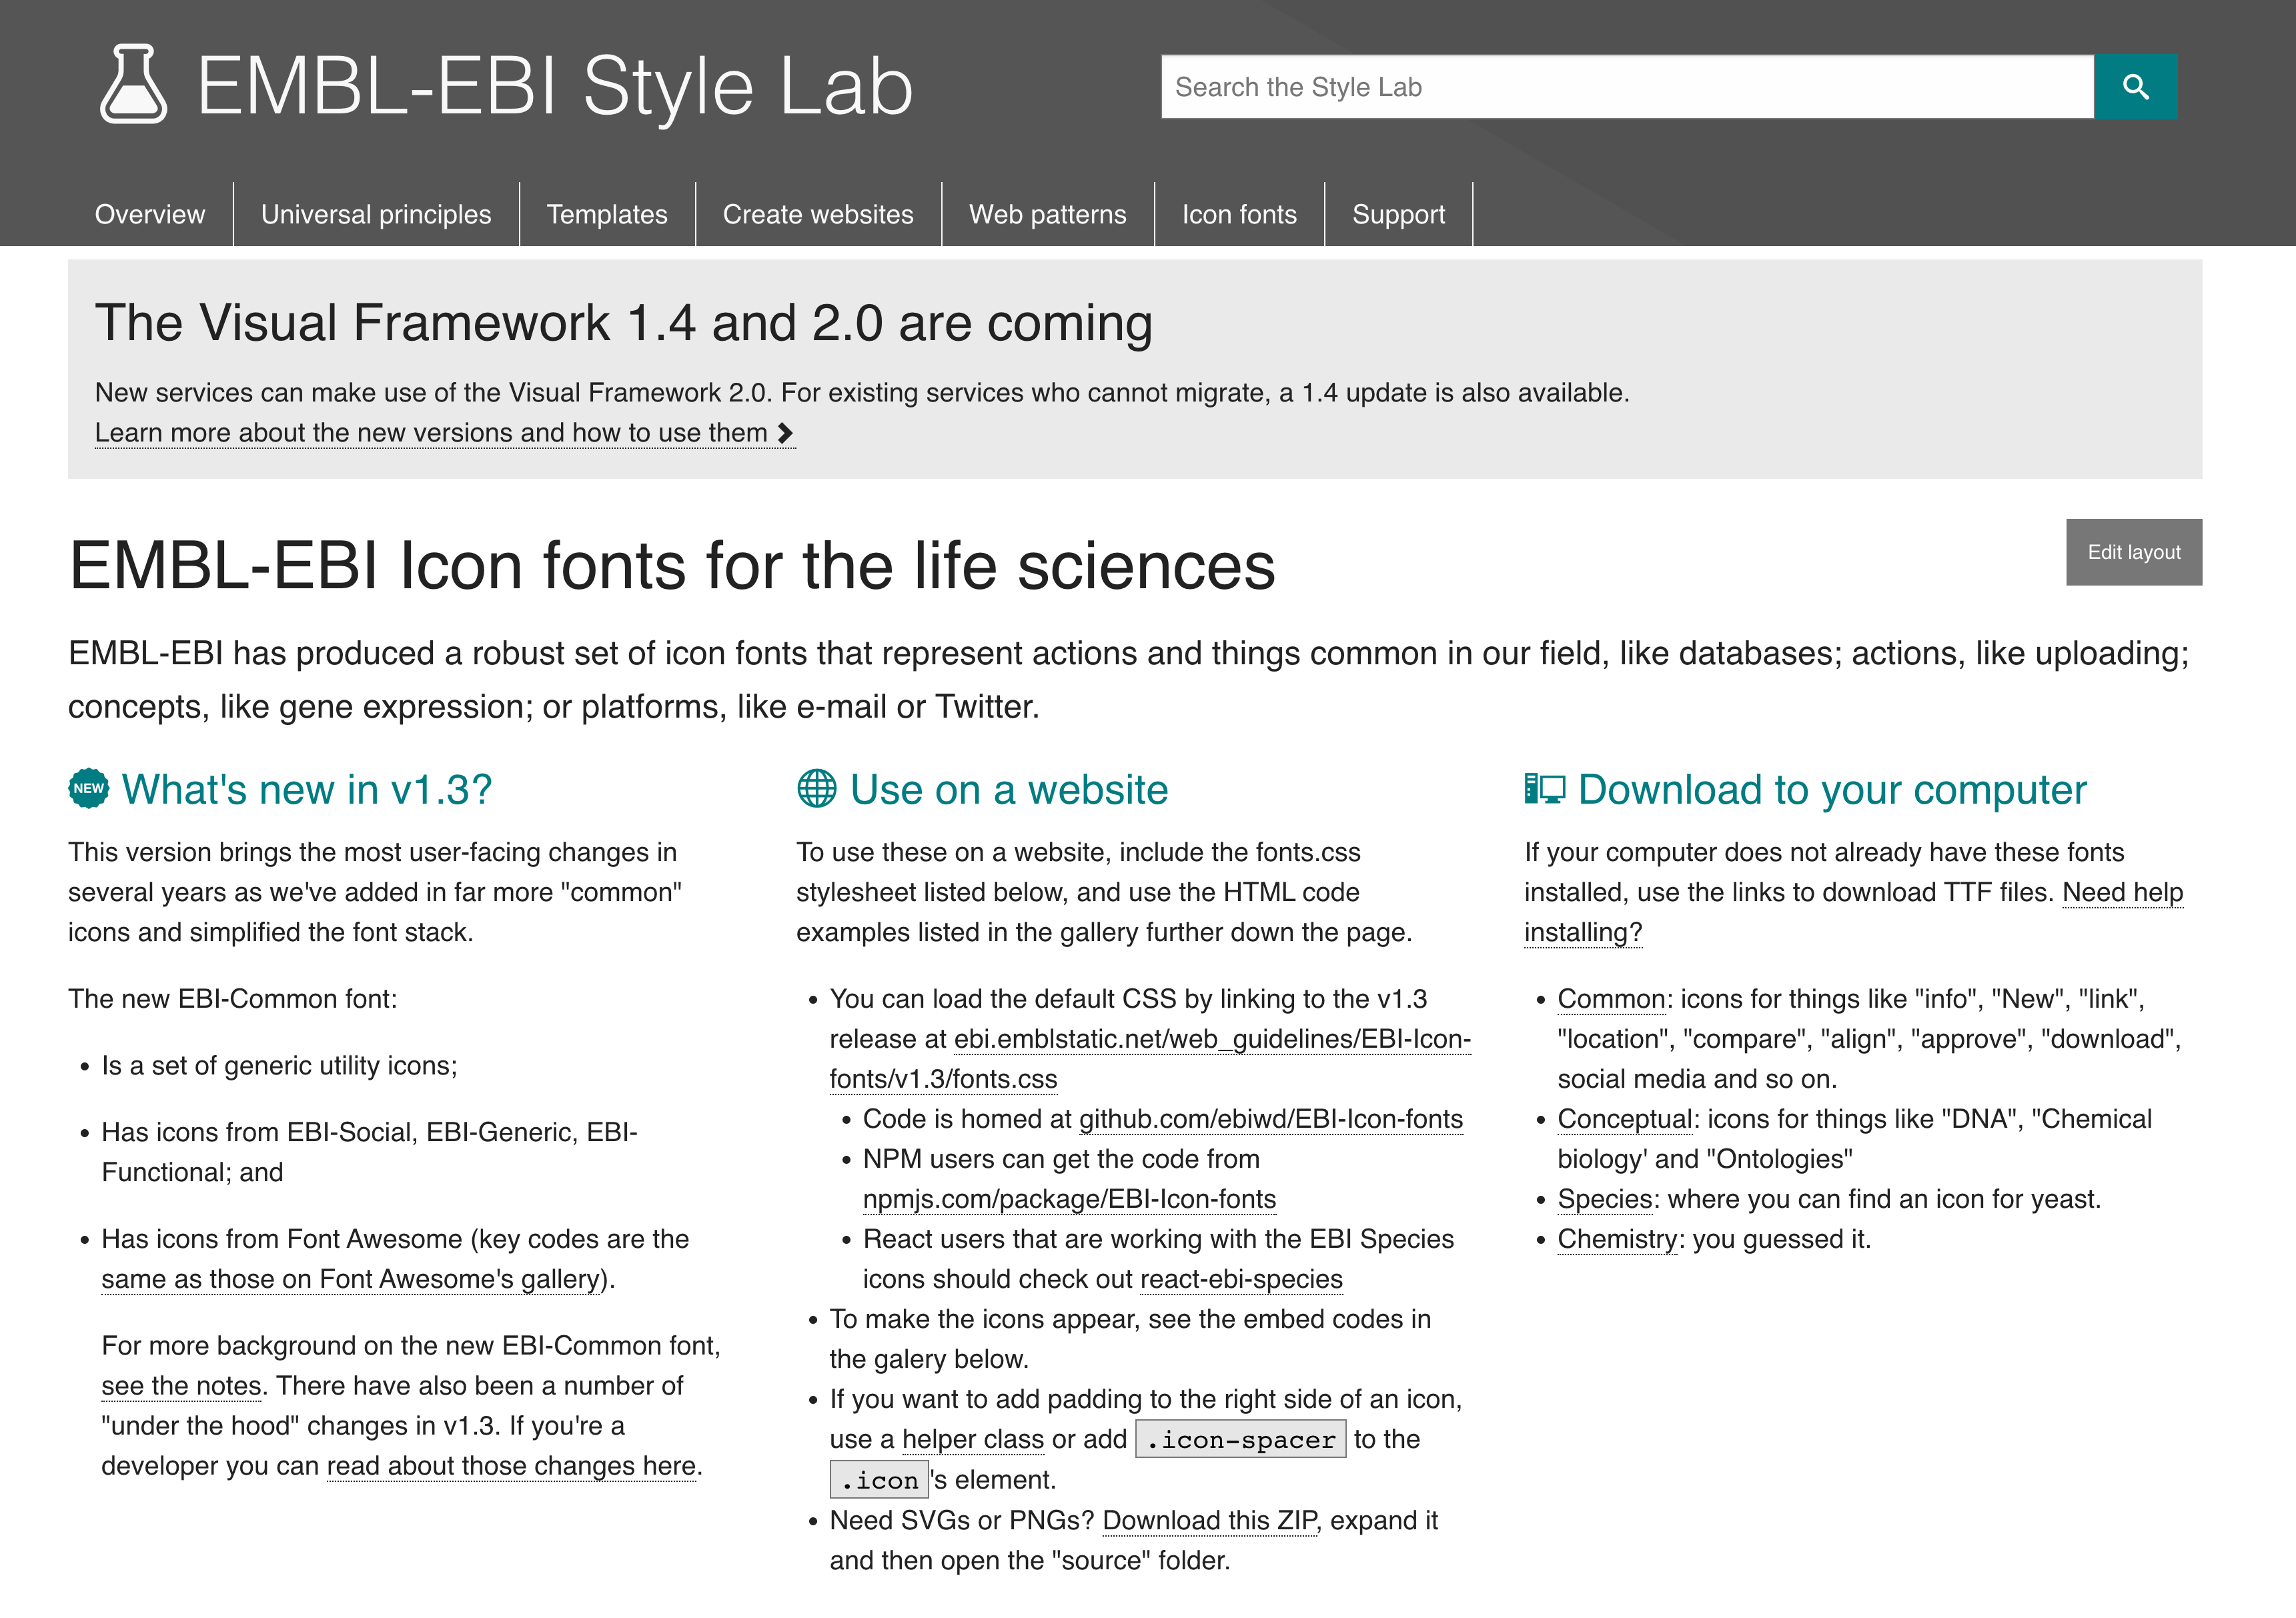 EMBL-EBI Style Lab
Search the Style Lab
Overview
Universal principles
Templates
Create websites
Web patterns
Icon fonts
Support
The Visual Framework 1.4 and 2.0 are coming
New services can make use of the Visual Framework 2.0. For existing services who cannot migrate, a 1.4 update is also available.
Learn more about the new versions and how to use them
EMBL-EBI Icon fonts for the life sciences
Edit layout
EMBL-EBI has produced a robust set of icon fonts that represent actions and things common in our field, like databases; actions, like uploading;
concepts, like gene expression; or platforms, like e-mail or Twitter.
NEW What's new in v1.3?
This version brings the most user-facing changes in
several years as we've added in far more "common"
icons and simplified the font stack.
The new EBI-Common font:
• Is a set of generic utility icons;
• Has icons from EBI-Social, EBI-Generic, EBI-
Functional; and
• Has icons from Font Awesome (key codes are the
same as those on Font Awesome's gallery).
For more background on the new EBI-Common font,
see the notes. There have also been a number of
"under the hood" changes in v1.3. If you're a
developer you can read about those changes here.
Use on a website
To use these on a website, include the fonts.css
stylesheet listed below, and use the HTML code
examples listed in the gallery further down the page.
• You can load the default CSS by linking to the v1.3
release at ebi.emblstatic.net/web_guidelines/EBI-Icon-
fonts/v1.3/fonts.css
• Code is homed at github.com/ebiwd/EBI-Icon-fonts
• NPM users can get the code from
npmjs.com/package/EBI-Icon-fonts
• React users that are working with the EBI Species
icons should check out react-ebi-species
• To make the icons appear, see the embed codes in
the galery below.
• If you want to add padding to the right side of an icon,
use a helper class or add .icon-spacer to the
.icon 's element.
• Need SVGs or PNGs? Download this ZIP, expand it
and then open the "source" folder.
Download to your computer
If your computer does not already have these fonts
installed, use the links to download TTF files. Need help
installing?
• Common: icons for things like "info", "New", "link",
"location", "compare", "align", "approve", "download",
social media and so on.
• Conceptual: icons for things like "DNA", "Chemical
biology' and "Ontologies"
• Species: where you can find an icon for yeast.
• Chemistry: you guessed it.